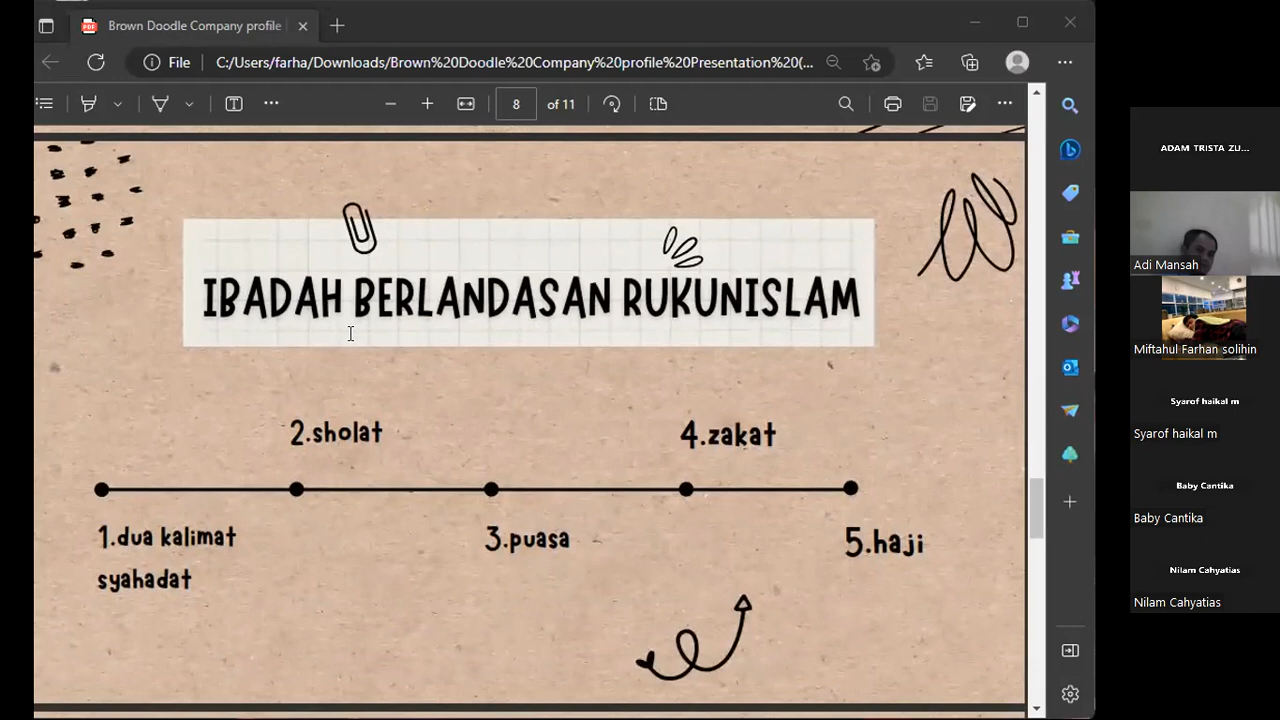 Brown Doodle Company profile
File
C:/Users/farha/Downloads/Brown%20Doodle%20Company%20profile%20Presentation%20(...
8 of 11
IBADAH BERLANDASAN RUKUNISLAM
2.sholat
4.zakat
1.dua kalimat
syahadat
3.puasa
5.haji
ADAM TRISTA ZU...
Adi Mansah
Miftahul Farhan solihin
Syarof haikal m
Syarof haikal m
Baby Cantika
Baby Cantika
Nilam Cahyatias
Nilam Cahyatias